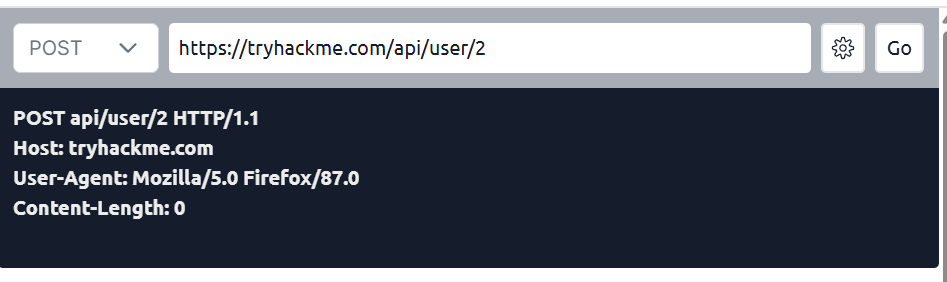 POST
https://tryhackme.com/api/user/2
Go
POST api/user/2 HTTP/1.1
Host: tryhackme.com
User-Agent: Mozilla/5.0 Firefox/87.0
Content-Length: 0